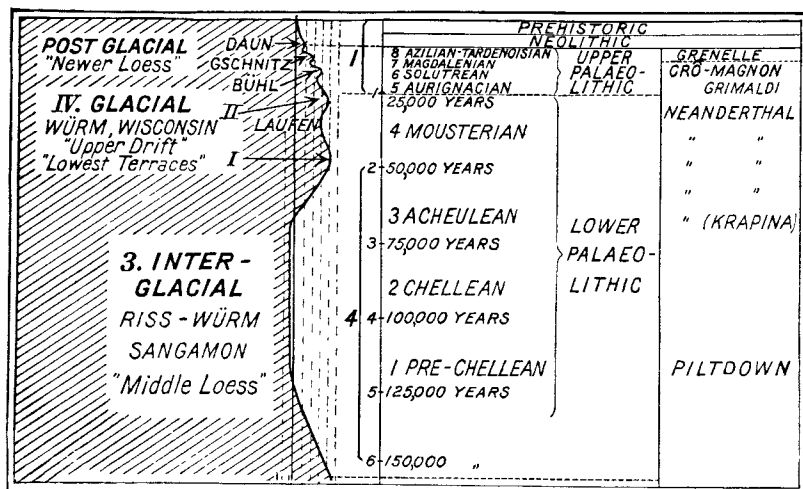 POST GLACIAL
"Newer Loess"
DAUN
GSCHNITZ
BÜHL
IV. GLACIAL
WÜRM, WISCONSIN
"Upper Drift"
"Lowest Terraces"
II
LAUFEN
I
3. INTER-
GLACIAL
RISS-WÜRM
SANGAMON
"Middle Loess"
1
4
PREHISTORIC
NEOLITHIC
8 AZILIAN-TARDENOISIAN
7 MAGDALENIAN
6 SOLUTREAN
5 AURIGNACIAN
1
25,000 YEARS
4 MOUSTERIAN
2-50,000 YEARS
3 ACHEULEAN
3-75,000 YEARS
2 CHELLEAN
4-100,000 YEARS
1 PRE-CHELLEAN
5-125,000 YEARS
6-150,000 „
UPPER
PALAEO-
LITHIC
LOWER
PALAEO-
LITHIC
GRENELLE
CRÔ-MAGNON
GRIMALDI
NEANDERTHAL
„ „
„ „
„ „
„ (KRAPINA)
PILTDOWN